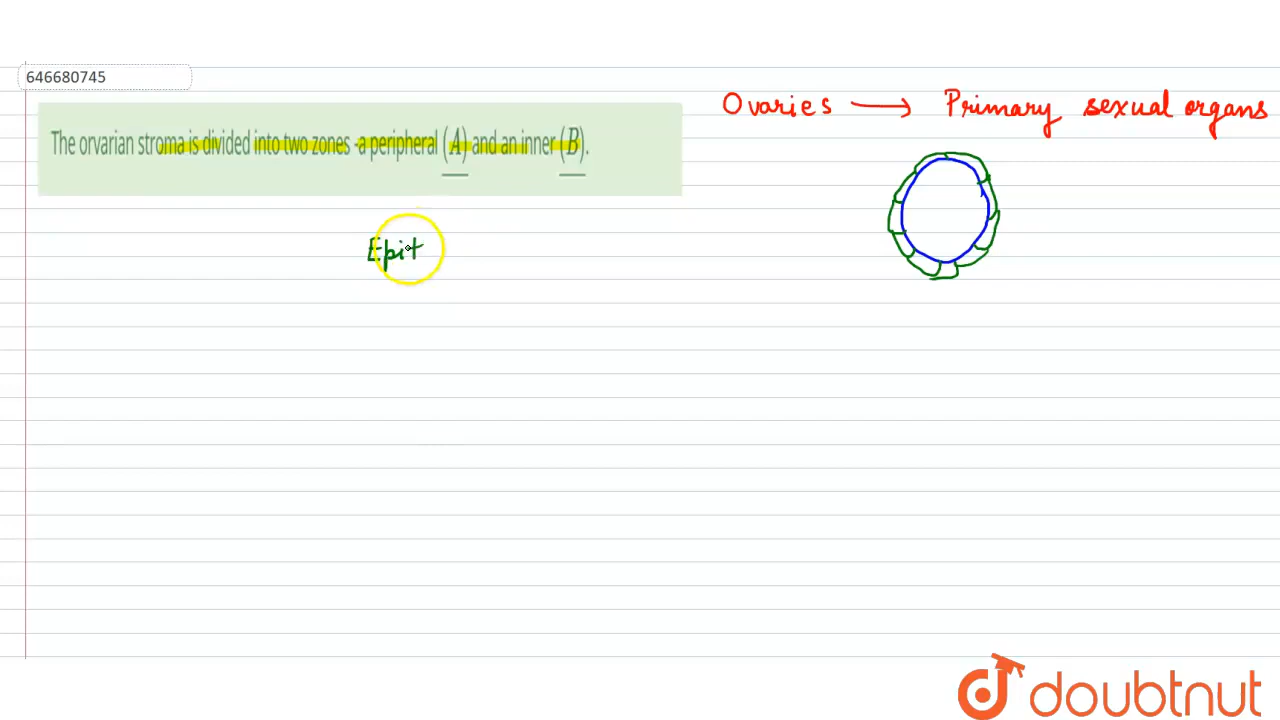 646680745
Ovaries → Primary sexual organs
The orvarian stroma is divided into two zones -a peripheral (A) and an inner (B).
Epit
doubtnut